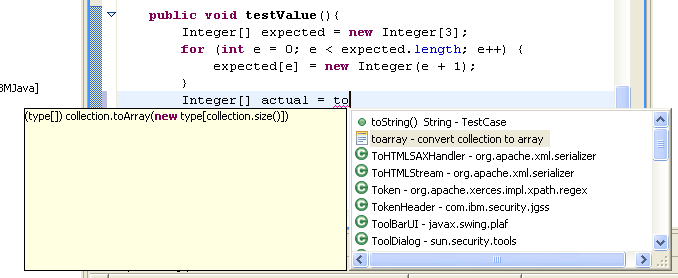 public void testValue(){
Integer[] expected = new Integer[3];
for (int e = 0; e < expected.length; e++) {
expected[e] = new Integer(e + 1);
BMJava]
}
Integer[] actual = to
(type[]) collection.toArray(new type[collection.size()])
toString() String - TestCase
toarray - convert collection to array
ToHTMLSAXHandler - org.apache.xml.serializer
ToHTMLStream - org.apache.xml.serializer
Token - org.apache.xerces.impl.xpath.regex
TokenHeader - com.ibm.security.jgss
ToolBarUI - javax.swing.plaf
ToolDialog - sun.security.tools